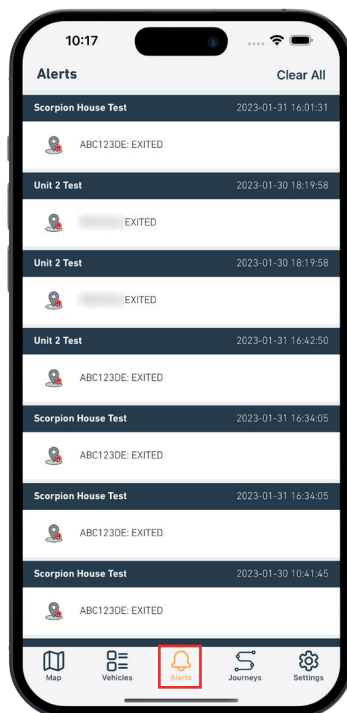 10:17
Alerts Clear All
Scorpion House Test 2023-01-31 16:01:31
ABC123DE: EXITED
Unit 2 Test 2023-01-30 18:19:58
EXITED
Unit 2 Test 2023-01-30 18:19:58
EXITED
Unit 2 Test 2023-01-31 16:42:50
ABC123DE: EXITED
Scorpion House Test 2023-01-31 16:34:05
ABC123DE: EXITED
Scorpion House Test 2023-01-31 16:34:05
ABC123DE: EXITED
Scorpion House Test 2023-01-30 10:41:45
ABC123DE: EXITED
Map Vehicles Alerts Journeys Settings